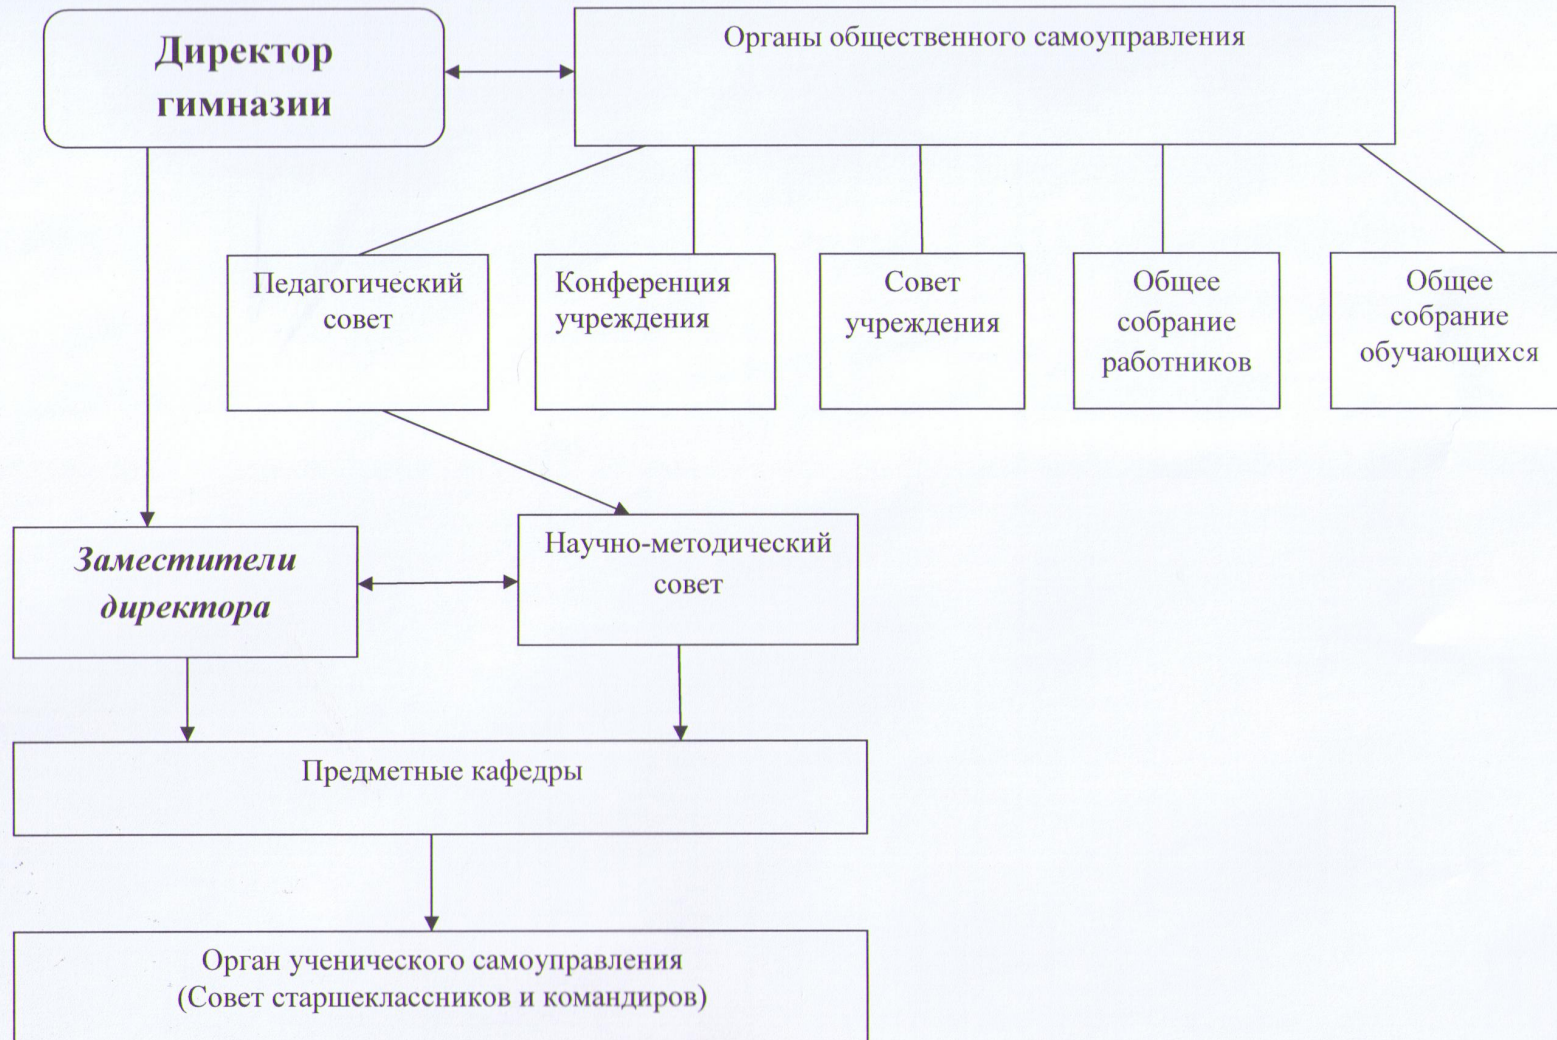 Директор
гимназии
Органы общественного самоуправления
Педагогический
совет
Конференция
учреждения
Совет
учреждения
Общее
собрание
работников
Общее
собрание
обучающихся
Заместители
директора
Научно-методический
совет
Предметные кафедры
Орган ученического самоуправления
(Совет старшеклассников и командиров)